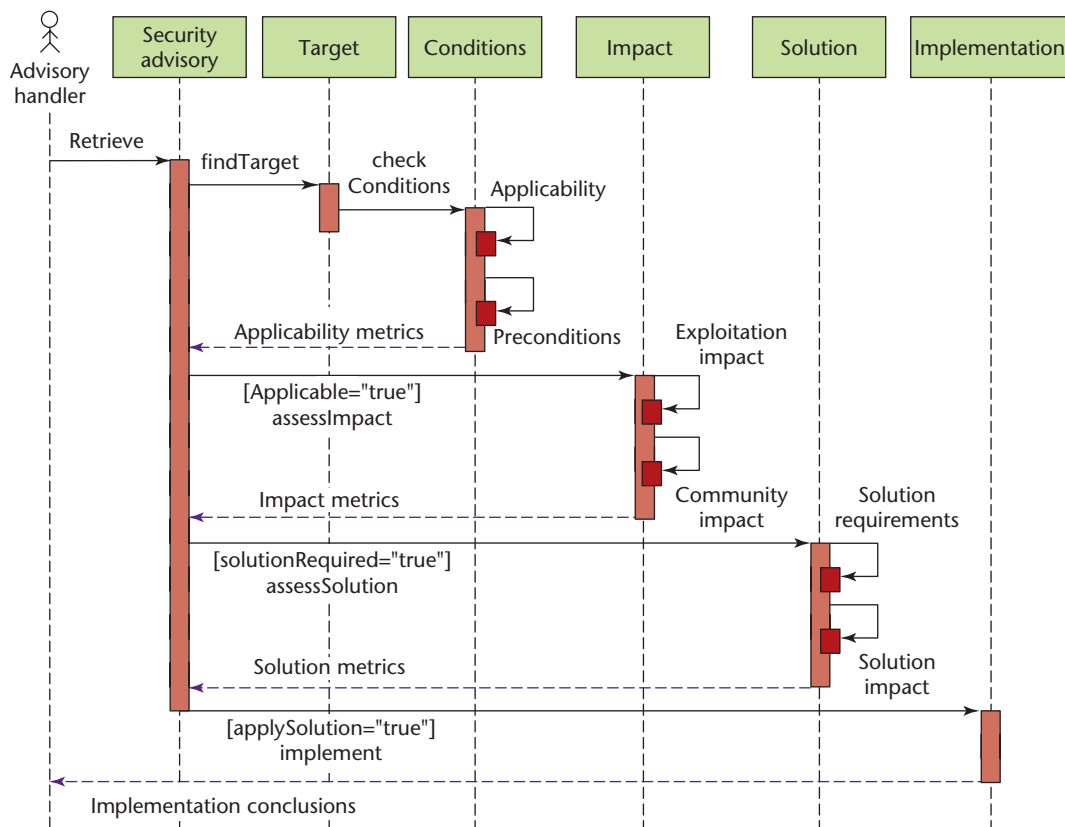 Advisory
handler
Security
advisory
Target
Conditions
Impact
Solution
Implementation
Retrieve
findTarget
check
Conditions
Applicability
Preconditions
Applicability metrics
Exploitation
impact
[Applicable="true"]
assessImpact
Community
impact
Impact metrics
Solution
requirements
[solutionRequired="true"]
assessSolution
Solution
impact
Solution metrics
[applySolution="true"]
implement
Implementation conclusions